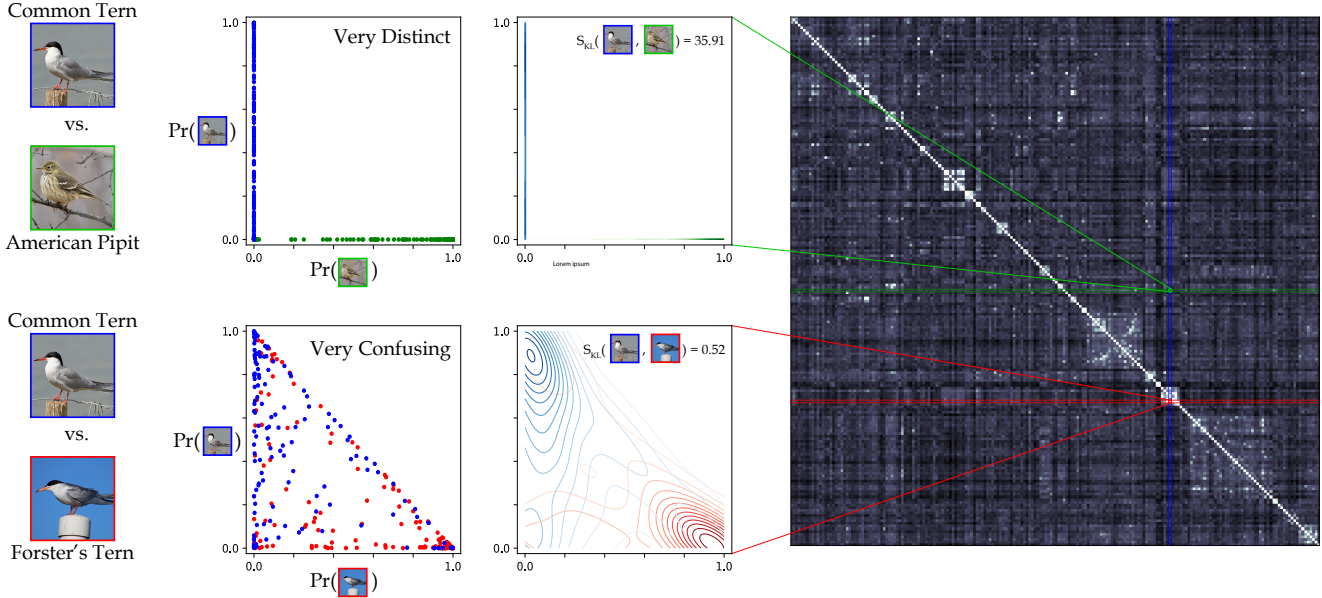 Common Tern
vs.
American Pipit
1.0
Very Distinct
Pr( )
0.0
0.0
1.0
Pr( )
1.0
S_KL( , ) = 35.91
0.0
0.0
1.0
Lorem ipsum
Common Tern
vs.
Forster's Tern
1.0
Very Confusing
Pr( )
0.0
0.0
1.0
Pr( )
1.0
S_KL( , ) = 0.52
0.0
0.0
1.0